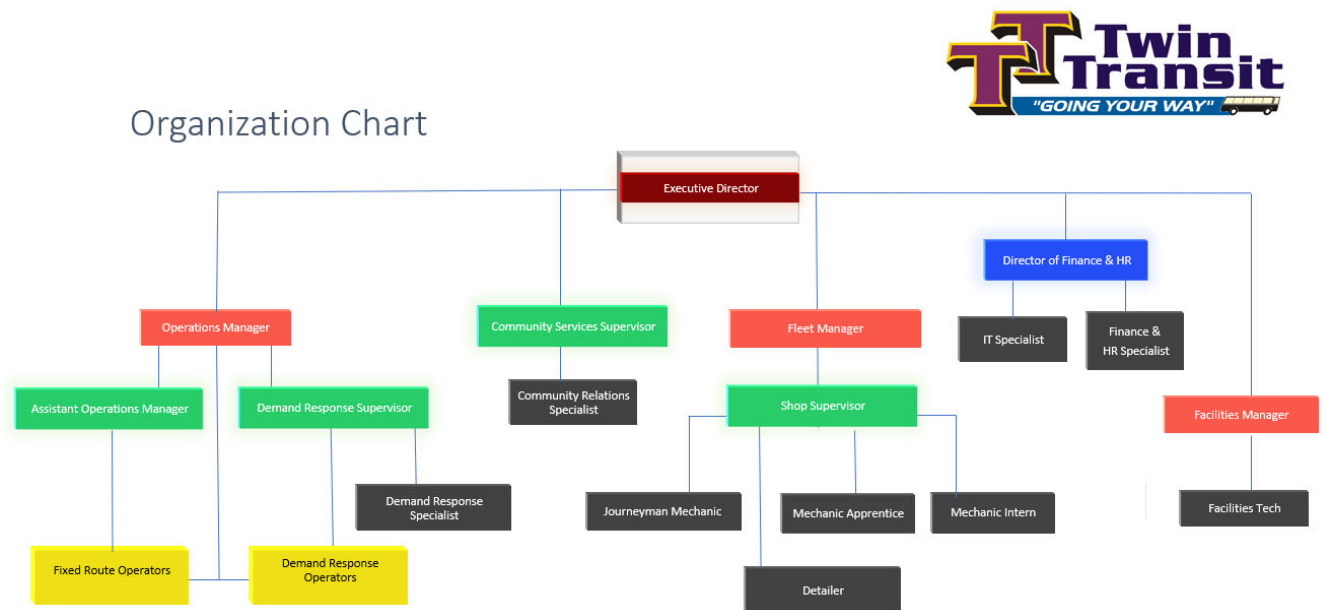 Twin
Transit
"GOING YOUR WAY"
Organization Chart
Executive Director
Director of Finance & HR
Operations Manager
Community Services Supervisor
Fleet Manager
IT Specialist
Finance &
HR Specialist
Assistant Operations Manager
Demand Response Supervisor
Community Relations
Specialist
Shop Supervisor
Facilities Manager
Demand Response
Specialist
Journeyman Mechanic
Mechanic Apprentice
Mechanic Intern
Facilities Tech
Fixed Route Operators
Demand Response
Operators
Detailer